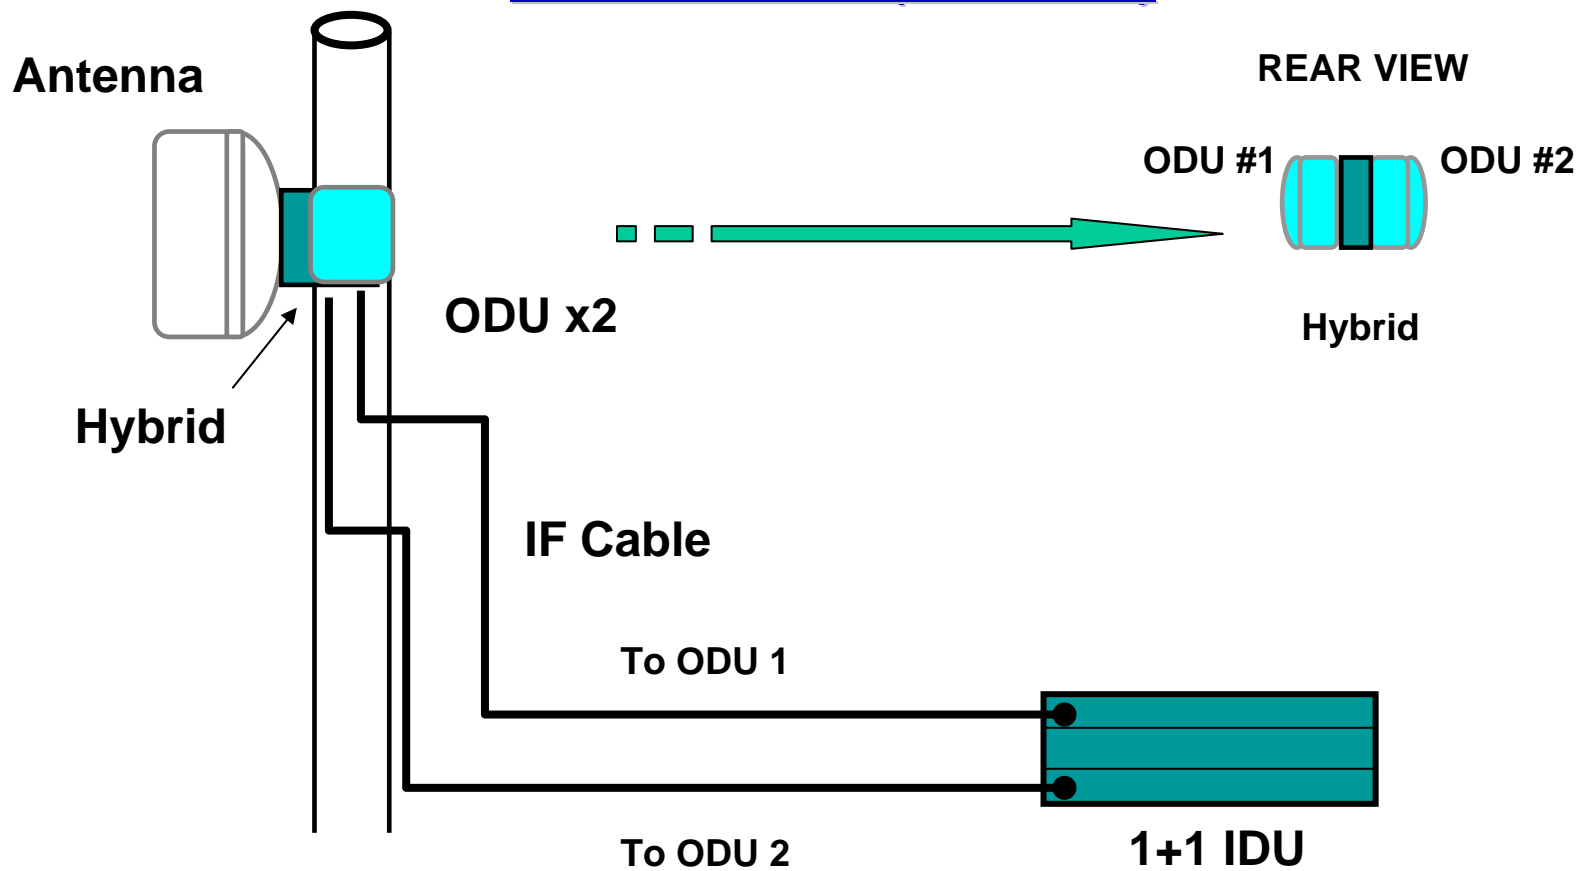 Antenna
REAR VIEW
ODU #1
ODU #2
ODU x2
Hybrid
Hybrid
IF Cable
To ODU 1
To ODU 2
1+1 IDU